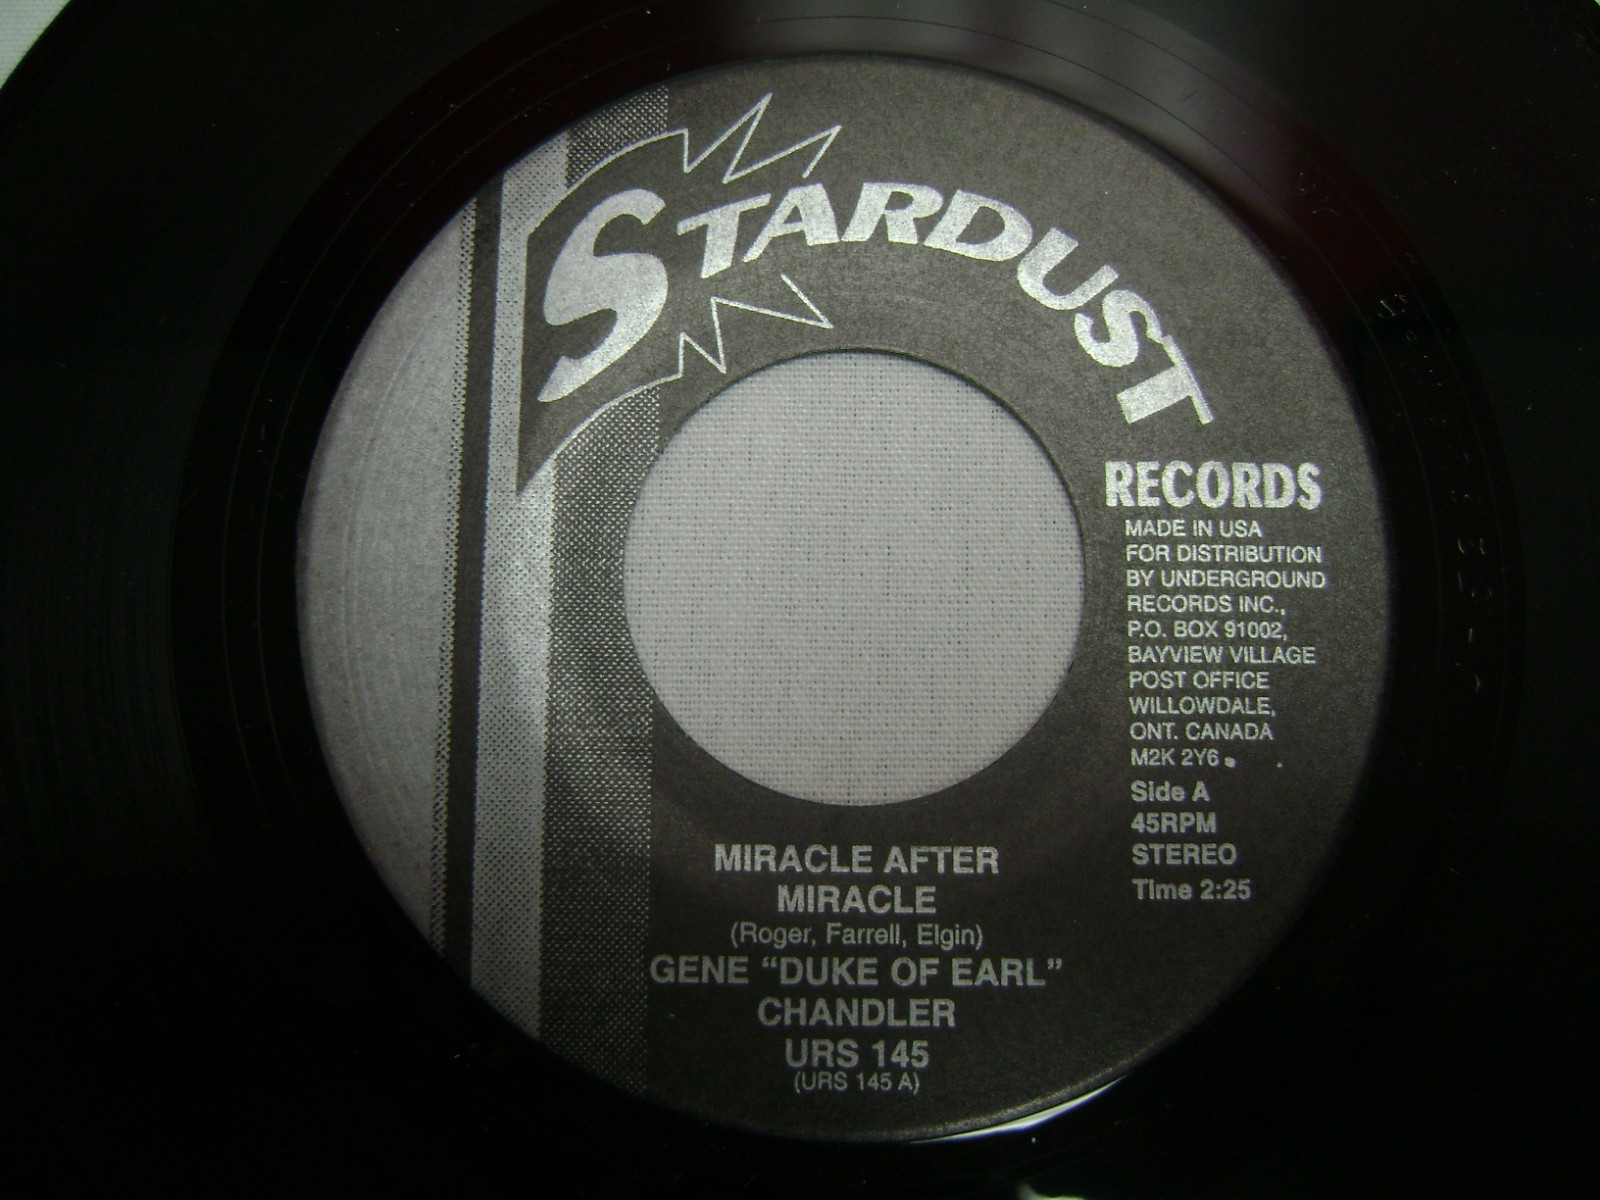 STARDUST
RECORDS
MADE IN USA
FOR DISTRIBUTION
BY UNDERGROUND
RECORDS INC.,
P.O. BOX 91002,
BAYVIEW VILLAGE
POST OFFICE
WILLOWDALE,
ONT. CANADA
M2K 2Y6
Side A
45RPM
STEREO
Time 2:25
MIRACLE AFTER
MIRACLE
(Roger, Farrell, Elgin)
GENE "DUKE OF EARL"
CHANDLER
URS 145
(URS 145 A)